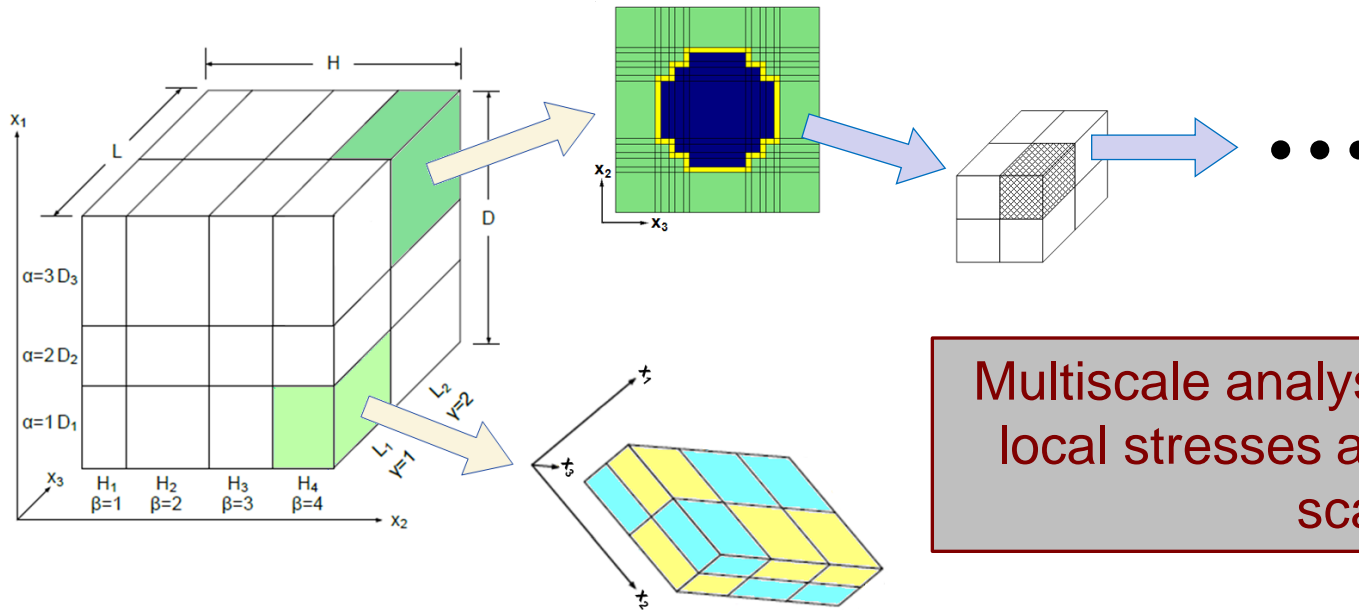 H
x₁
L
D
α=3 D₃
α=2 D₂
α=1 D₁
x₃
H₁ H₂ H₃ H₄
β=1 β=2 β=3 β=4
x₂
L₁
γ=1
L₂
γ=2
x₂
x₃
x₁
x₃
x₂
Multiscale analys
local stresses a
sca